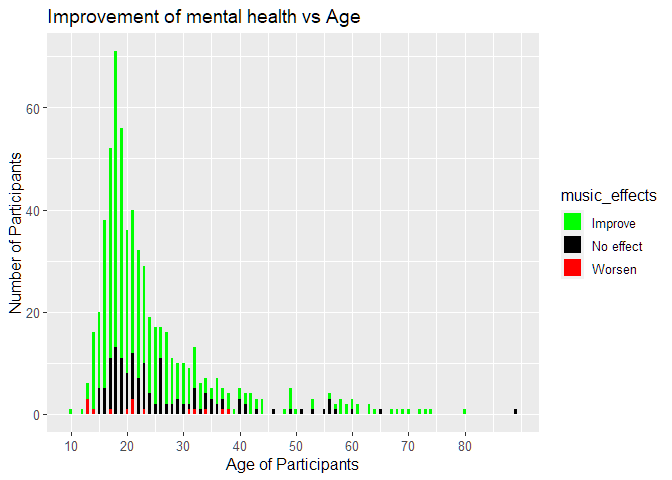 Improvement of mental health vs Age
Number of Participants
60
40
20
0
10
20
30
40
50
60
70
80
Age of Participants
music_effects
Improve
No effect
Worsen